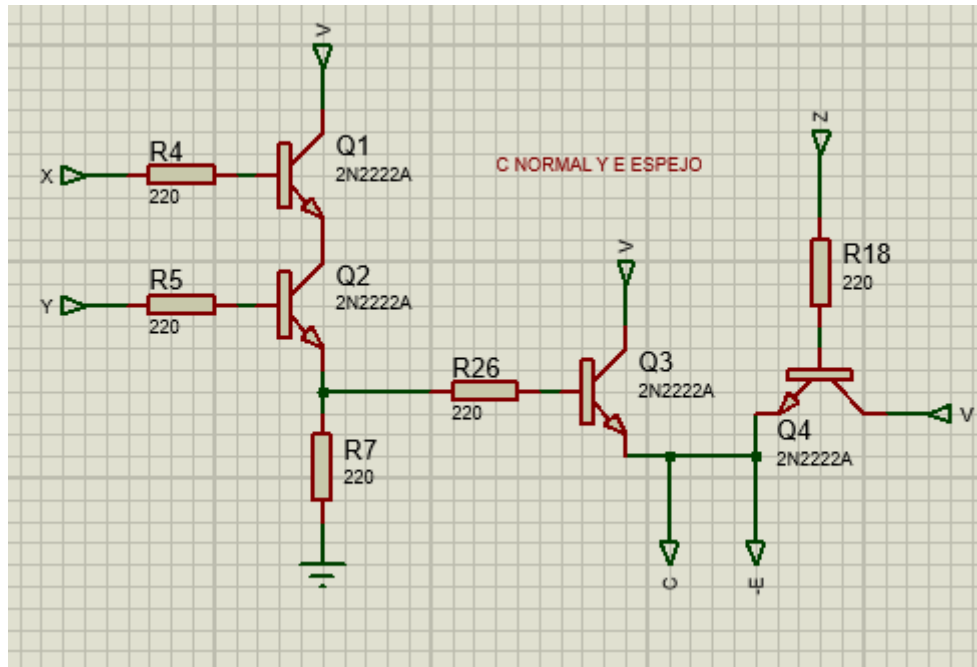 V
X
R4
220
Q1
2N2222A
C NORMAL Y E ESPEJO
Z
Y
R5
220
Q2
2N2222A
V
R18
220
R26
220
Q3
2N2222A
V
Q4
2N2222A
R7
220
C
-E